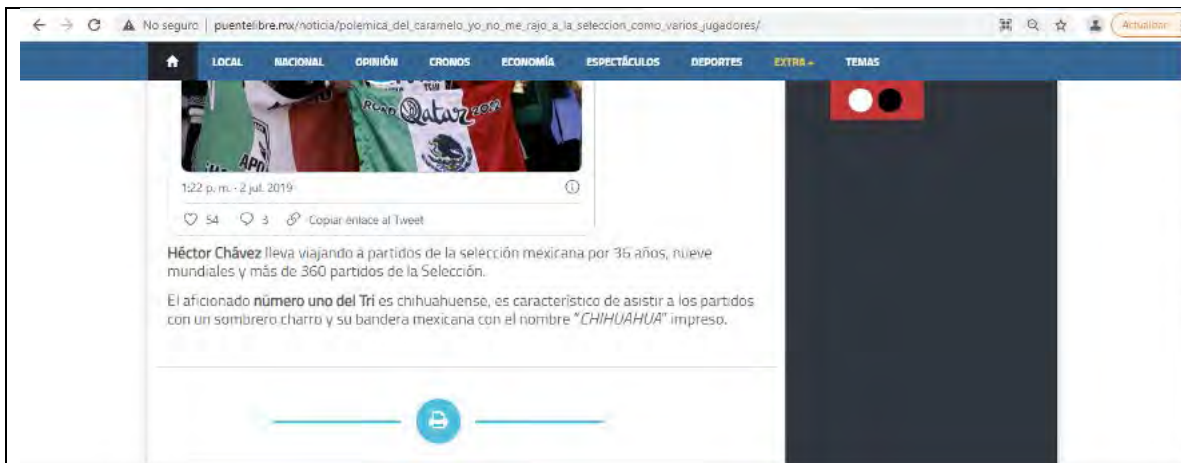 No seguro | puentelibre.mx/noticia/polemica_del_caramelo_yo_no_me_rajo_a_la_seleccion_como_varios_jugadores/
Actualizar
LOCAL NACIONAL OPINIÓN CRONOS ECONOMÍA ESPECTÁCULOS DEPORTES EXTRA TEMAS
ROAD Qatar 2022
1:22 p. m. · 2 jul. 2019
54 3 Copiar enlace al Tweet
Héctor Chávez lleva viajando a partidos de la selección mexicana por 36 años, nueve
mundiales y más de 360 partidos de la Selección.
El aficionado número uno del Tri es chihuahuense, es característico de asistir a los partidos
con un sombrero charro y su bandera mexicana con el nombre "CHIHUAHUA" impreso.